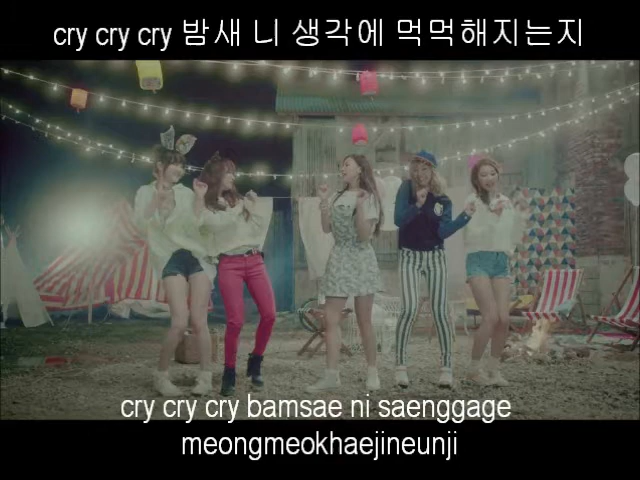 cry cry cry 밤새 니 생각에 먹먹해지는지
cry cry cry bamsae ni saenggage
meongmeokhaejineunji